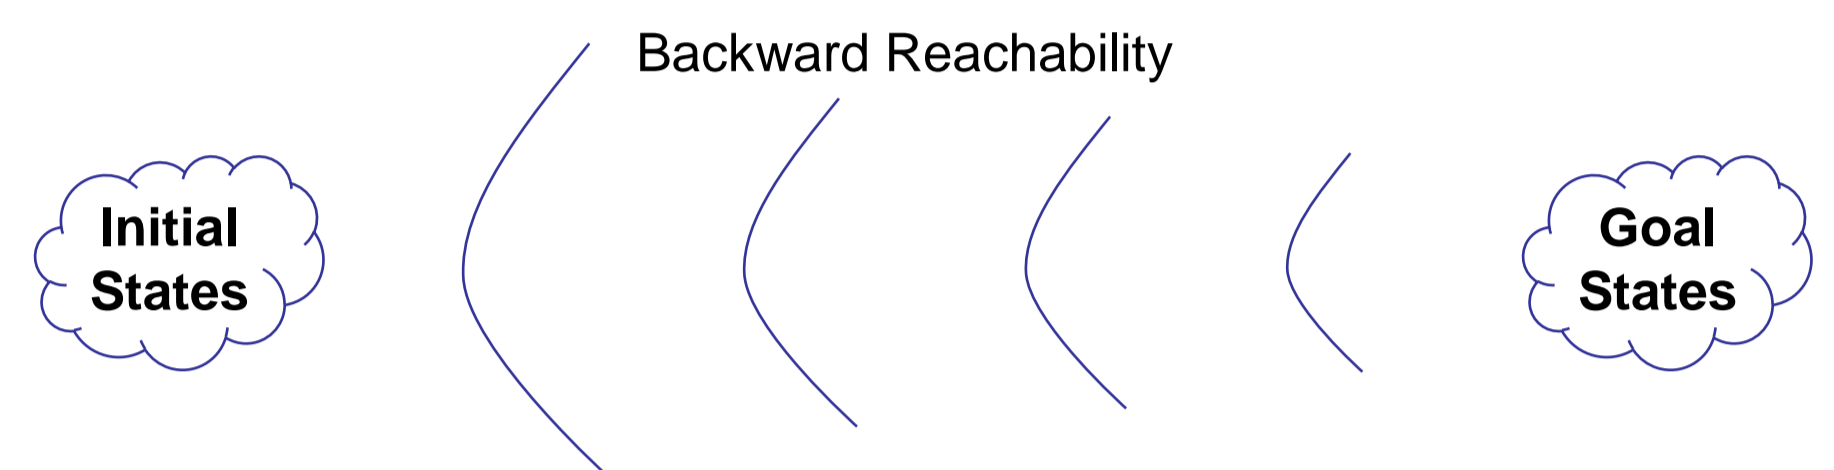 Backward Reachability
Initial
States
Goal
States